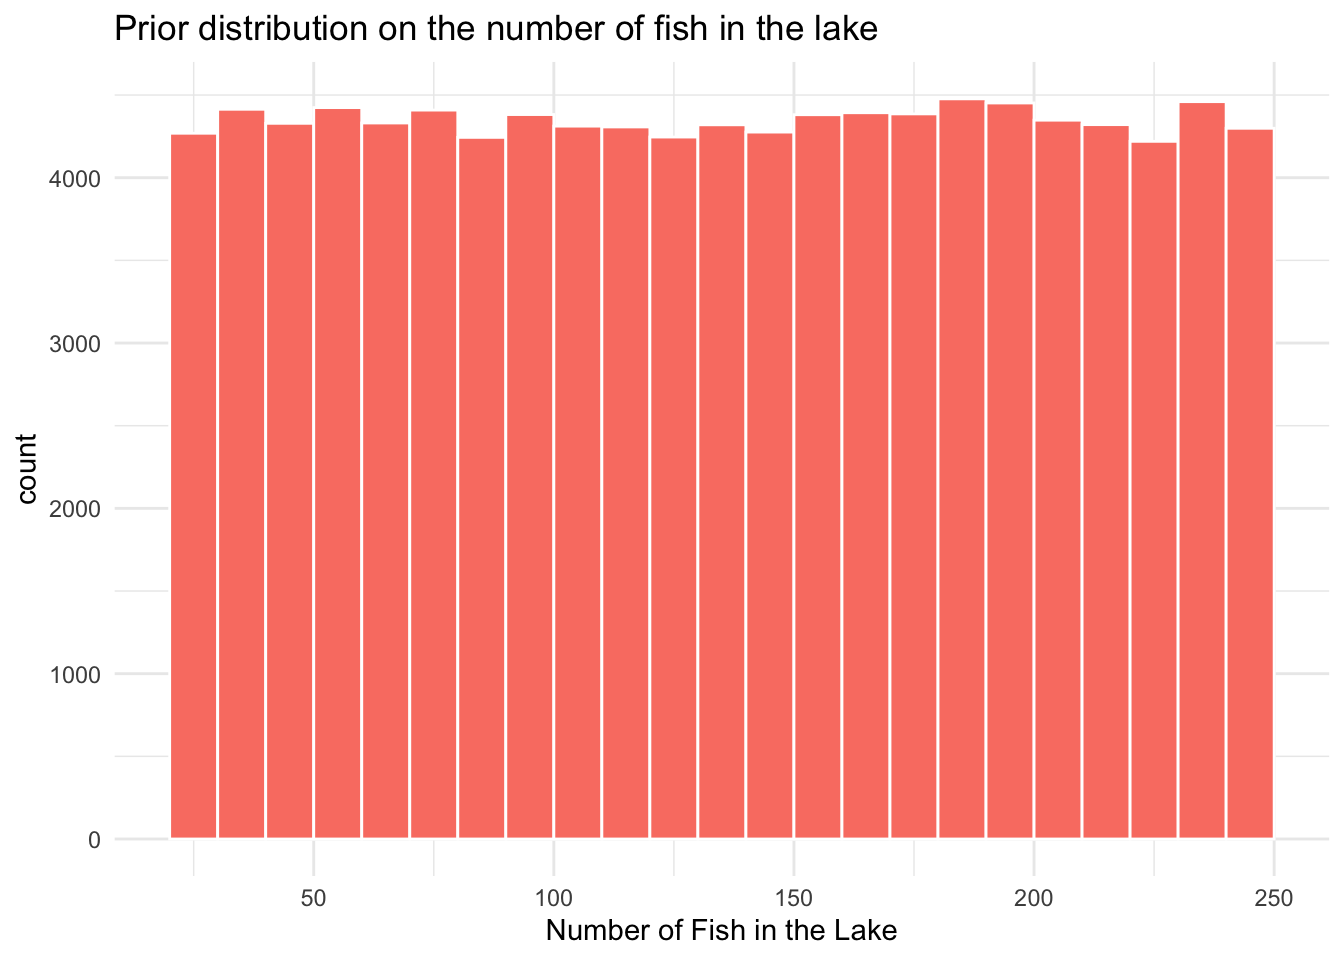 Prior distribution on the number of fish in the lake
4000
3000
2000
1000
0
count
50 100 150 200 250
Number of Fish in the Lake